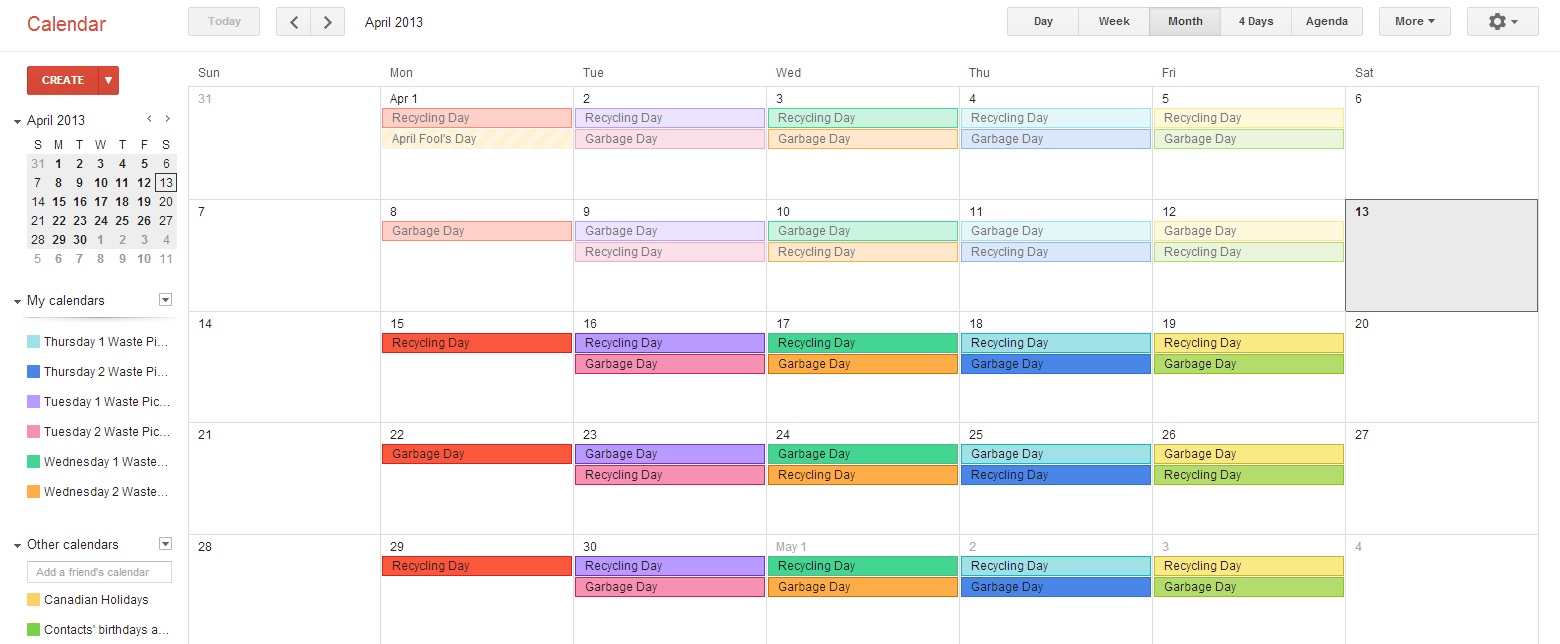 Calendar Today April 2013 Day Week Month 4 Days Agenda More
CREATE
April 2013
S M T W T F S
31 1 2 3 4 5 6
7 8 9 10 11 12 13
14 15 16 17 18 19 20
21 22 23 24 25 26 27
28 29 30 1 2 3 4
5 6 7 8 9 10 11
My calendars
Thursday 1 Waste Pi...
Thursday 2 Waste Pi...
Tuesday 1 Waste Pic...
Tuesday 2 Waste Pic...
Wednesday 1 Waste...
Wednesday 2 Waste...
Other calendars
Add a friend's calendar
Canadian Holidays
Contacts' birthdays a...
Sun Mon Tue Wed Thu Fri Sat
31 Apr 1 2 3 4 5 6
Recycling Day Recycling Day Recycling Day Recycling Day Recycling Day
April Fool's Day Garbage Day Garbage Day Garbage Day Garbage Day
7 8 9 10 11 12 13
Garbage Day Garbage Day Garbage Day Garbage Day Garbage Day
Recycling Day Recycling Day Recycling Day Recycling Day
14 15 16 17 18 19 20
Recycling Day Recycling Day Recycling Day Recycling Day Recycling Day
Garbage Day Garbage Day Garbage Day Garbage Day
21 22 23 24 25 26 27
Garbage Day Garbage Day Garbage Day Garbage Day Garbage Day
Recycling Day Recycling Day Recycling Day Recycling Day
28 29 30 May 1 2 3 4
Recycling Day Recycling Day Recycling Day Recycling Day Recycling Day
Garbage Day Garbage Day Garbage Day Garbage Day